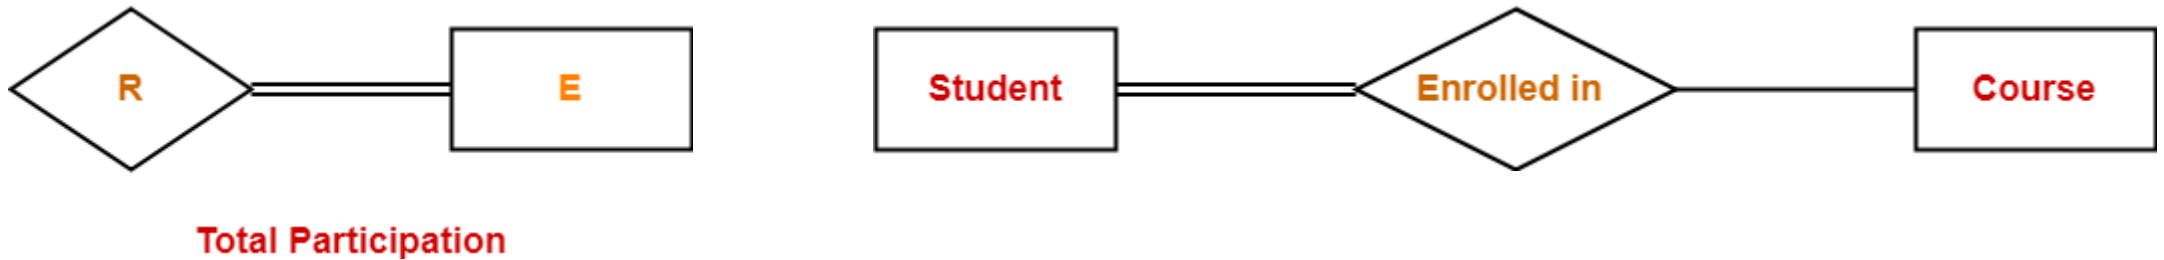 R
E
Student
Enrolled in
Course
Total Participation